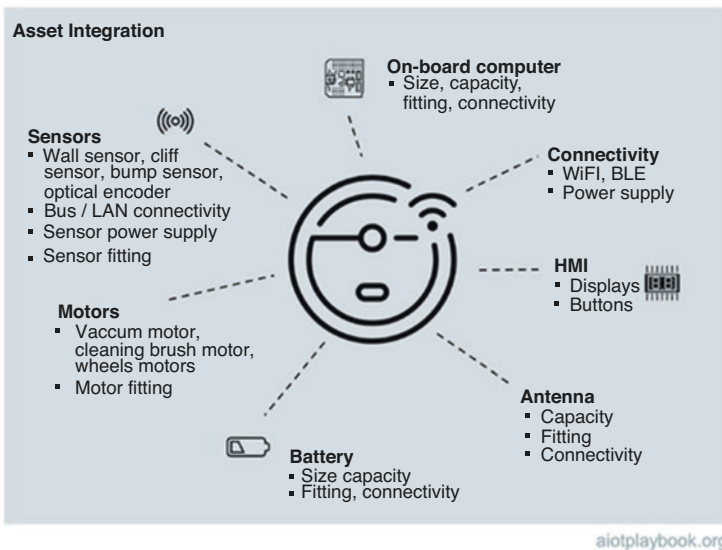 Asset Integration
On-board computer
▪ Size, capacity,
fitting, connectivity
Sensors
▪ Wall sensor, cliff
sensor, bump sensor,
optical encoder
▪ Bus / LAN connectivity
▪ Sensor power supply
▪ Sensor fitting
Connectivity
▪ WiFI, BLE
▪ Power supply
HMI
▪ Displays
▪ Buttons
Motors
▪ Vaccum motor,
cleaning brush motor,
wheels motors
▪ Motor fitting
Antenna
▪ Capacity
▪ Fitting
▪ Connectivity
Battery
▪ Size capacity
▪ Fitting, connectivity
aiotplaybook.org